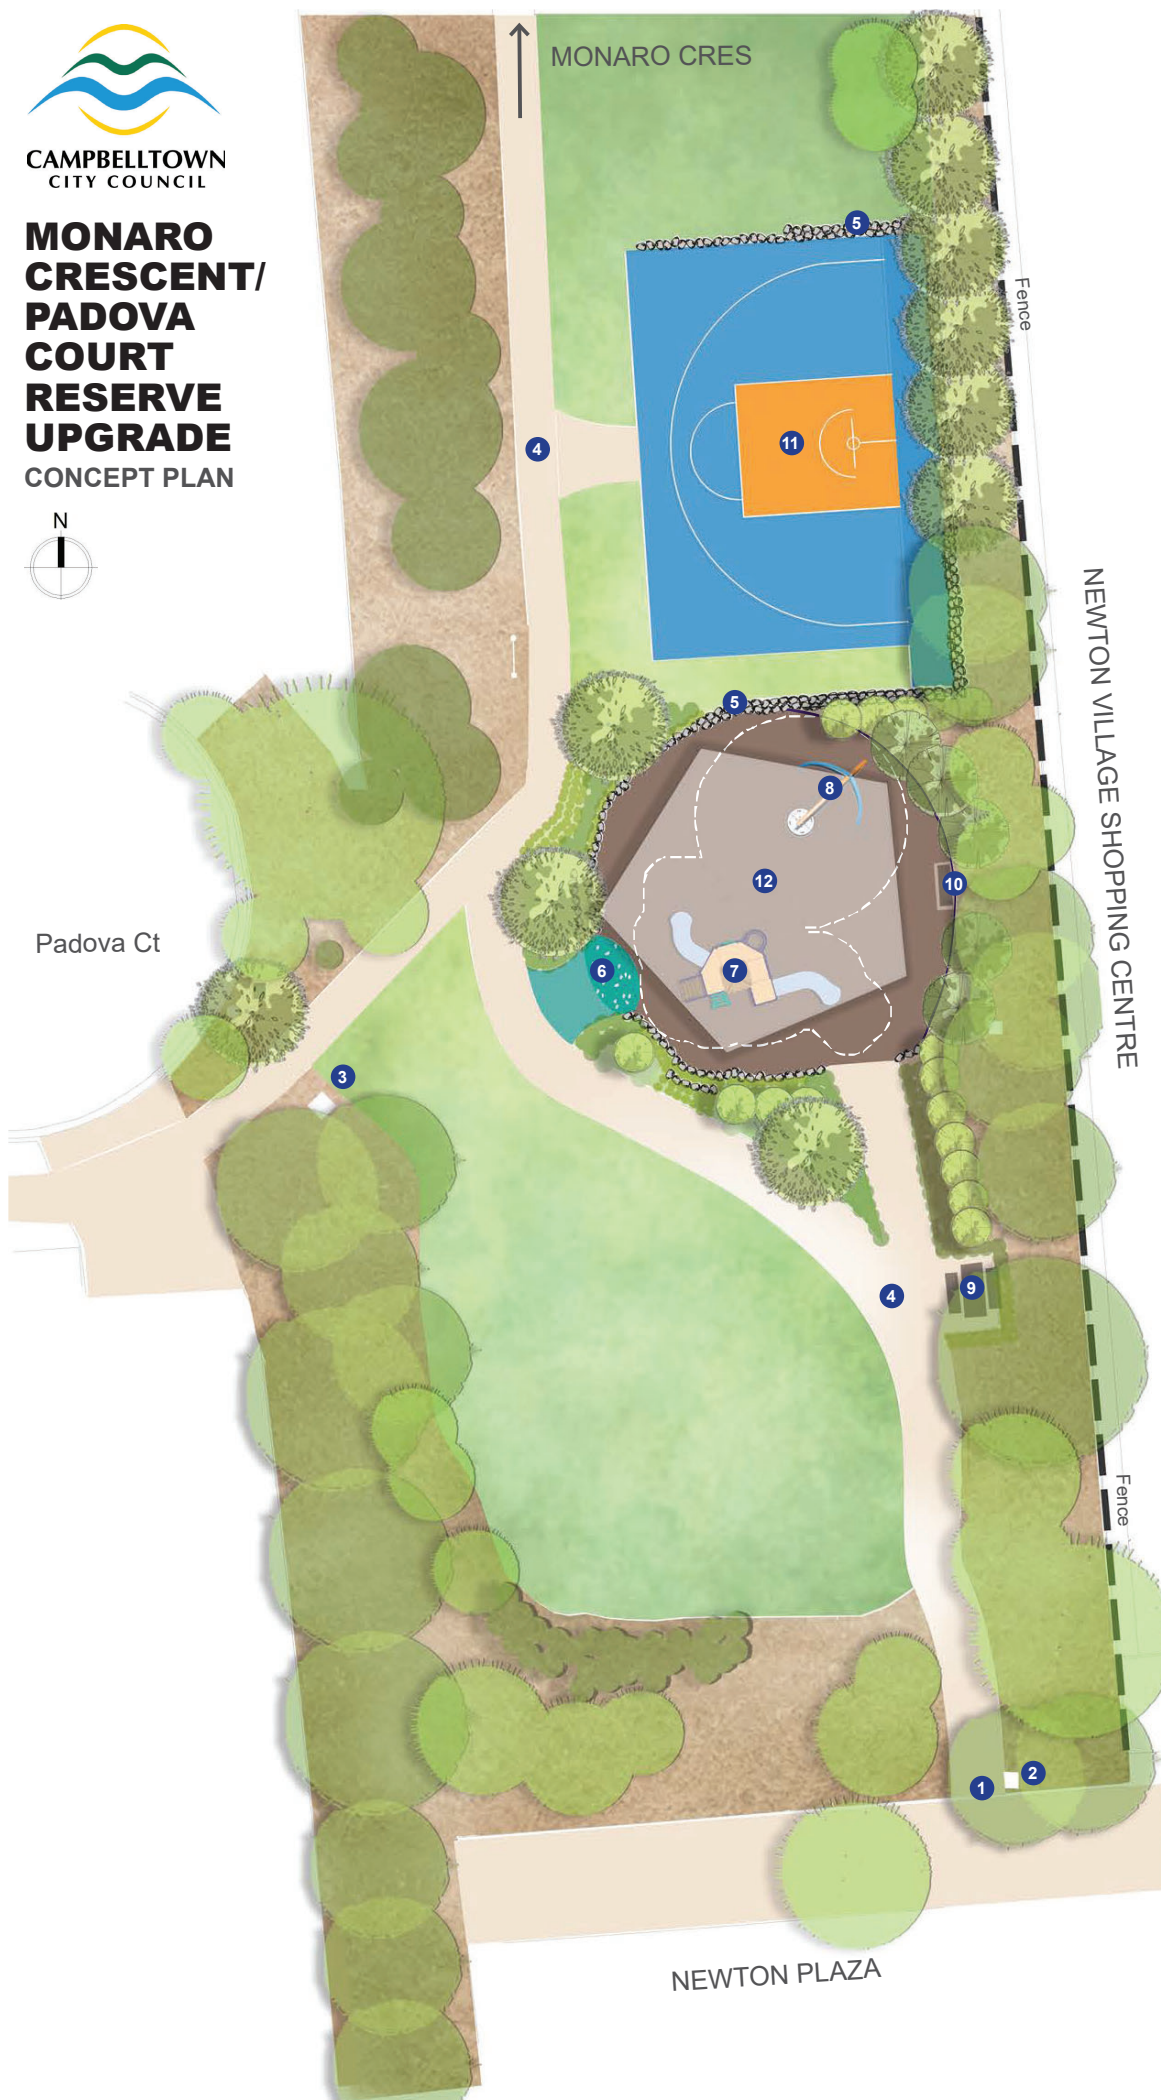 CAMPBELLTOWN
CITY COUNCIL
MONARO
CRESCENT/
PADOVA
COURT
RESERVE
UPGRADE
CONCEPT PLAN
N
MONARO CRES
5
Fence
4
11
NEWTON VILLAGE SHOPPING CENTRE
5
8
12
10
Padova Ct
6
7
3
4
9
Fence
1
2
NEWTON PLAZA